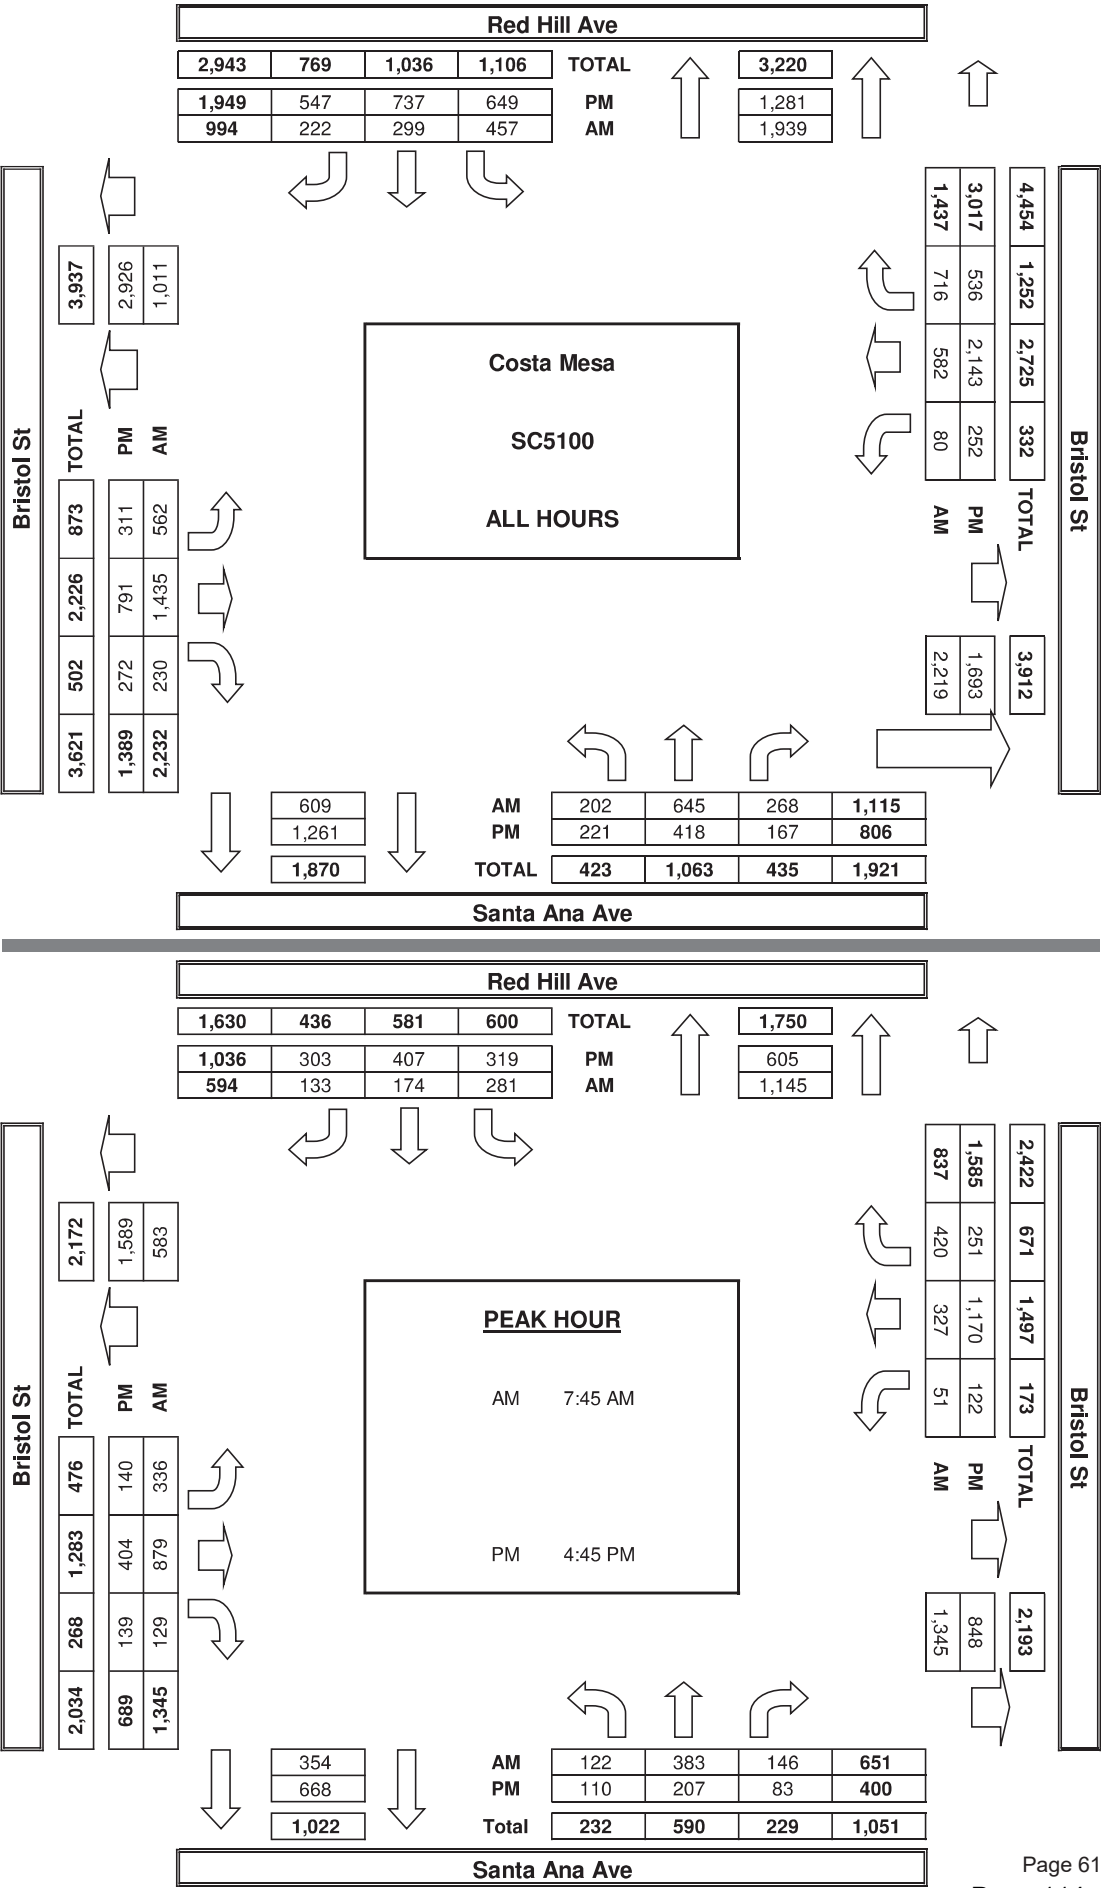 Red Hill Ave
2,943 769 1,036 1,106 TOTAL 3,220
1,949 547 737 649 PM 1,281
994 222 299 457 AM 1,939
Bristol St
3,937 2,926 1,011
TOTAL PM AM
873 311 562
2,226 791 1,435
502 272 230
3,621 1,389 2,232
Costa Mesa
SC5100
ALL HOURS
1,437 3,017 4,454
716 536 1,252
582 2,143 2,725
80 252 332
AM PM TOTAL
2,219 1,693 3,912
Bristol St
609 AM 202 645 268 1,115
1,261 PM 221 418 167 806
1,870 TOTAL 423 1,063 435 1,921
Santa Ana Ave
Red Hill Ave
1,630 436 581 600 TOTAL 1,750
1,036 303 407 319 PM 605
594 133 174 281 AM 1,145
Bristol St
2,172 1,589 583
TOTAL PM AM
476 140 336
1,283 404 879
268 139 129
2,034 689 1,345
PEAK HOUR
AM 7:45 AM
PM 4:45 PM
837 1,585 2,422
420 251 671
327 1,170 1,497
51 122 173
AM PM TOTAL
1,345 848 2,193
Bristol St
354 AM 122 383 146 651
668 PM 110 207 83 400
1,022 Total 232 590 229 1,051
Santa Ana Ave
Page 61